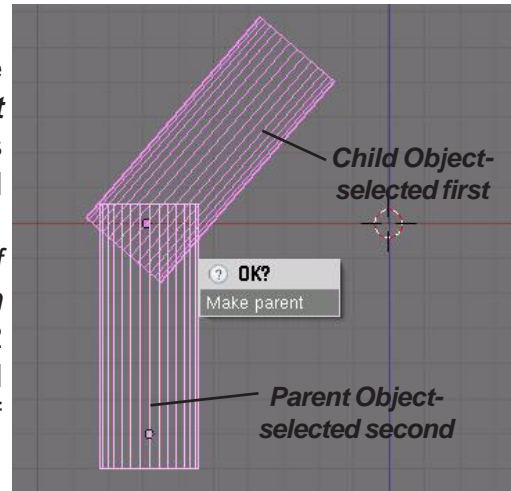 Child Object-
selected first
OK?
Make parent
Parent Object-
selected second